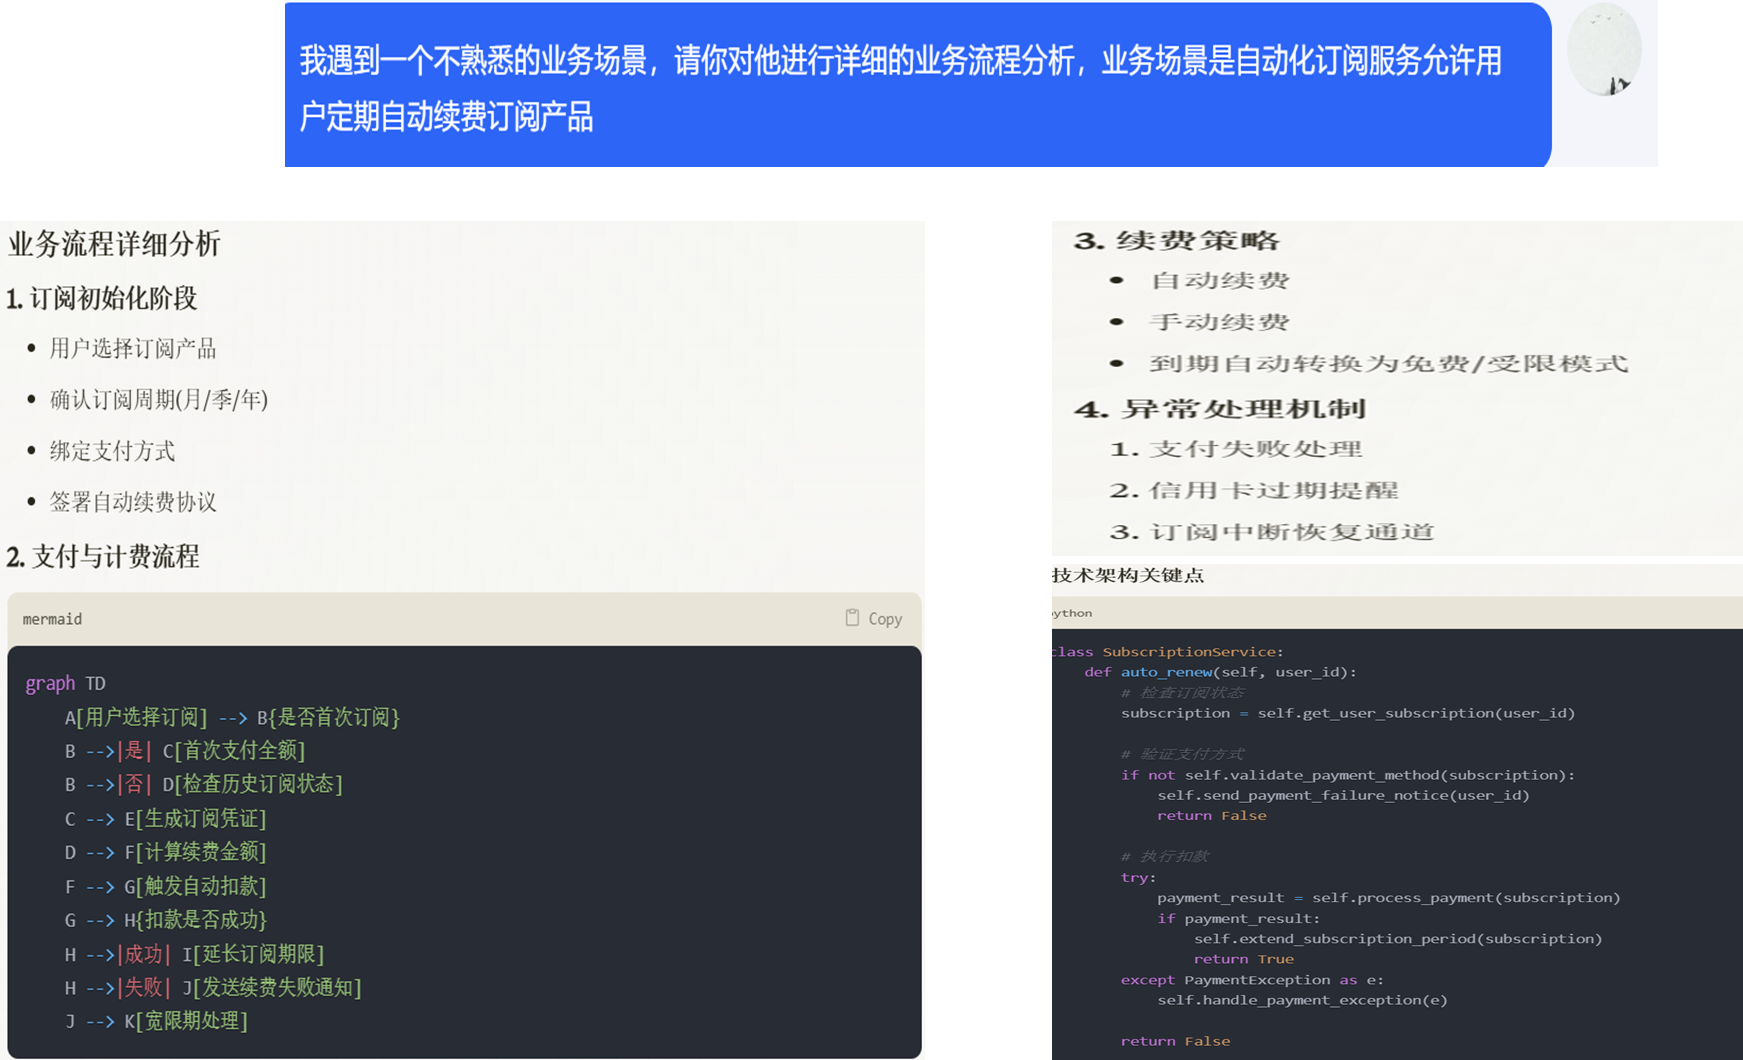 我遇到一个不熟悉的业务场景，请你对他进行详细的业务流程分析，业务场景是自动化订阅服务允许用
户定期自动续费订阅产品
业务流程详细分析
1. 订阅初始化阶段
• 用户选择订阅产品
• 确认订阅周期(月/季/年)
• 绑定支付方式
• 签署自动续费协议
2. 支付与计费流程
mermaid Copy
graph TD
    A[用户选择订阅] --> B{是否首次订阅}
    B -->|是| C[首次支付全额]
    B -->|否| D[检查历史订阅状态]
    C --> E[生成订阅凭证]
    D --> F[计算续费金额]
    F --> G[触发自动扣款]
    G --> H{扣款是否成功}
    H -->|成功| I[延长订阅期限]
    H -->|失败| J[发送续费失败通知]
    J --> K[宽限期处理]
3. 续费策略
• 自动续费
• 手动续费
• 到期自动转换为免费/受限模式
4. 异常处理机制
1. 支付失败处理
2. 信用卡过期提醒
3. 订阅中断恢复通道
技术架构关键点
ython
class SubscriptionService:
    def auto_renew(self, user_id):
        # 检查订阅状态
        subscription = self.get_user_subscription(user_id)
        # 验证支付方式
        if not self.validate_payment_method(subscription):
            self.send_payment_failure_notice(user_id)
            return False
        # 执行扣款
        try:
            payment_result = self.process_payment(subscription)
            if payment_result:
                self.extend_subscription_period(subscription)
                return True
        except PaymentException as e:
            self.handle_payment_exception(e)
        return False